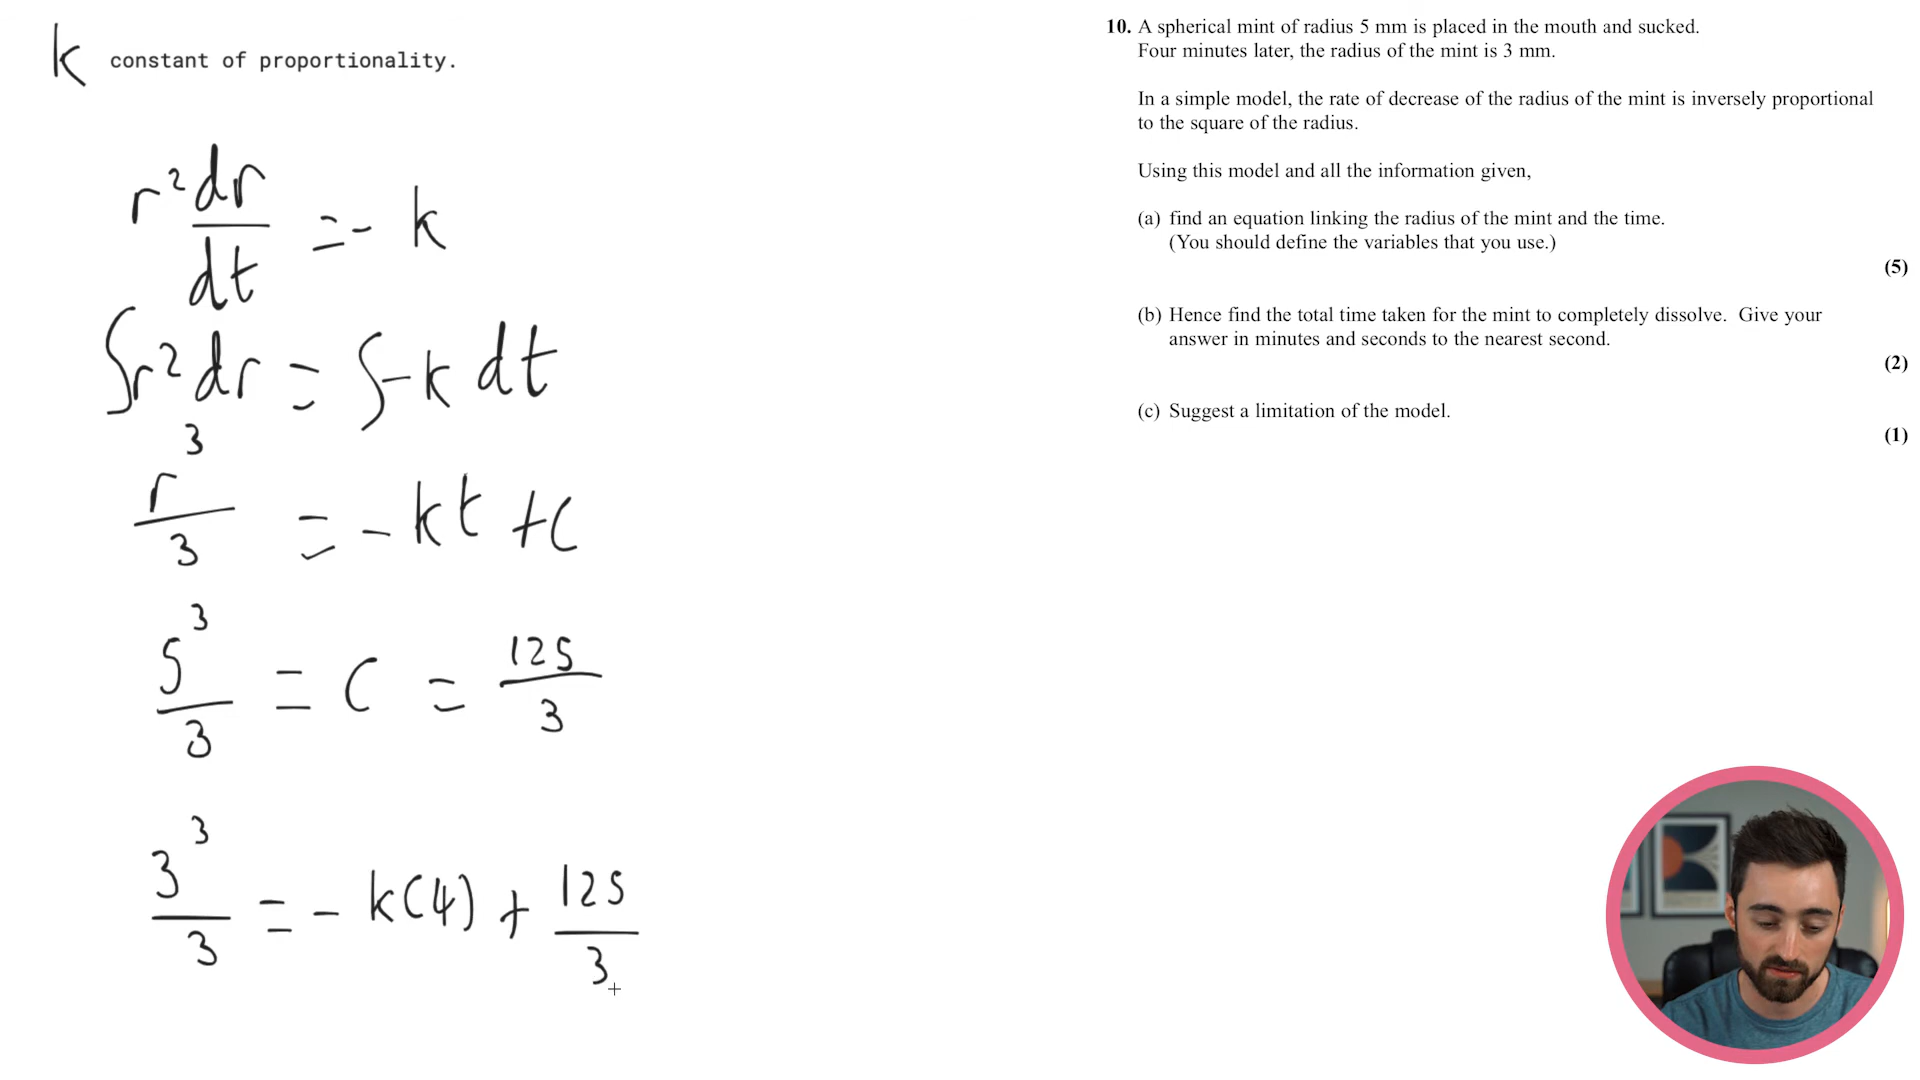 k constant of proportionality.
r² dr/dt = - k
∫r² dr = ∫-k dt
r³/3 = - kt + c
5³/3 = c = 125/3
3³/3 = - k(4) + 125/3
10. A spherical mint of radius 5 mm is placed in the mouth and sucked.
Four minutes later, the radius of the mint is 3 mm.
In a simple model, the rate of decrease of the radius of the mint is inversely proportional
to the square of the radius.
Using this model and all the information given,
(a) find an equation linking the radius of the mint and the time.
(You should define the variables that you use.)
(5)
(b) Hence find the total time taken for the mint to completely dissolve. Give your
answer in minutes and seconds to the nearest second.
(2)
(c) Suggest a limitation of the model.
(1)